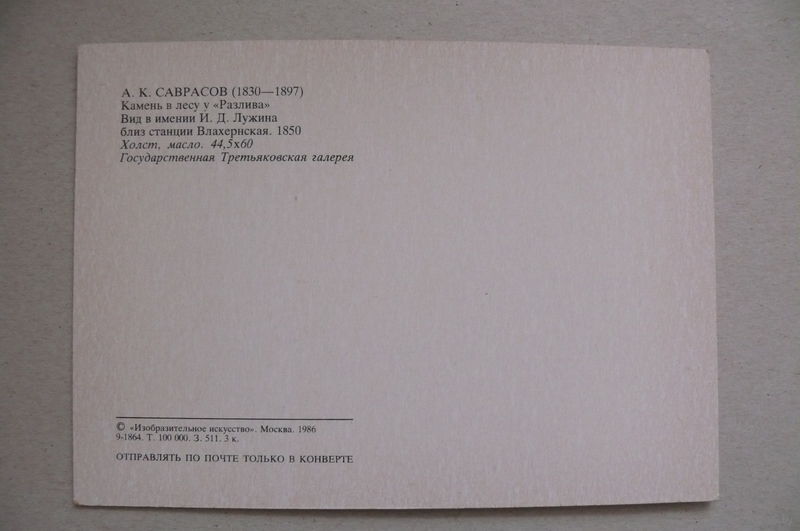 А. К. САВРАСОВ (1830—1897)
Камень в лесу у «Разлива»
Вид в имении И. Д. Лужина
близ станции Влахернская. 1850
Холст, масло. 44,5х60
Государственная Третьяковская галерея
© «Изобразительное искусство». Москва. 1986
9-1864. Т. 100 000. З. 511. 3 к.
ОТПРАВЛЯТЬ ПО ПОЧТЕ ТОЛЬКО В КОНВЕРТЕ